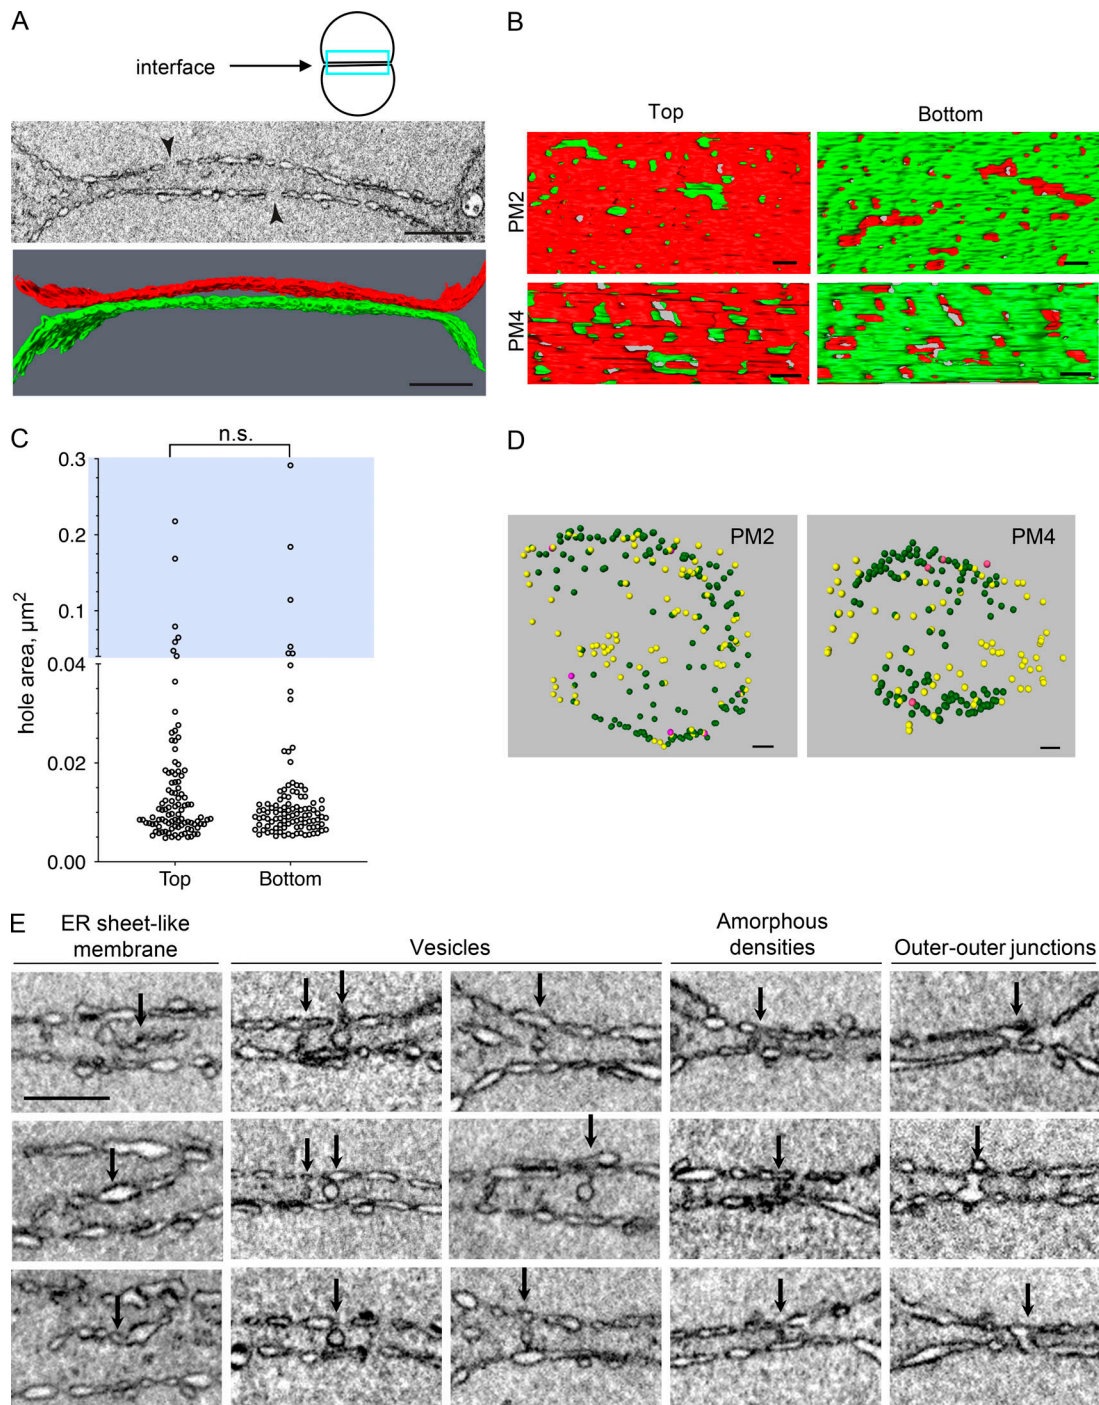 A
interface
B
Top
Bottom
PM2
PM4
C
n.s.
hole area, µm²
0.3
0.2
0.1
0.04
0.02
0.00
Top
Bottom
D
PM2
PM4
E
ER sheet-like
membrane
Vesicles
Amorphous
densities
Outer-outer junctions